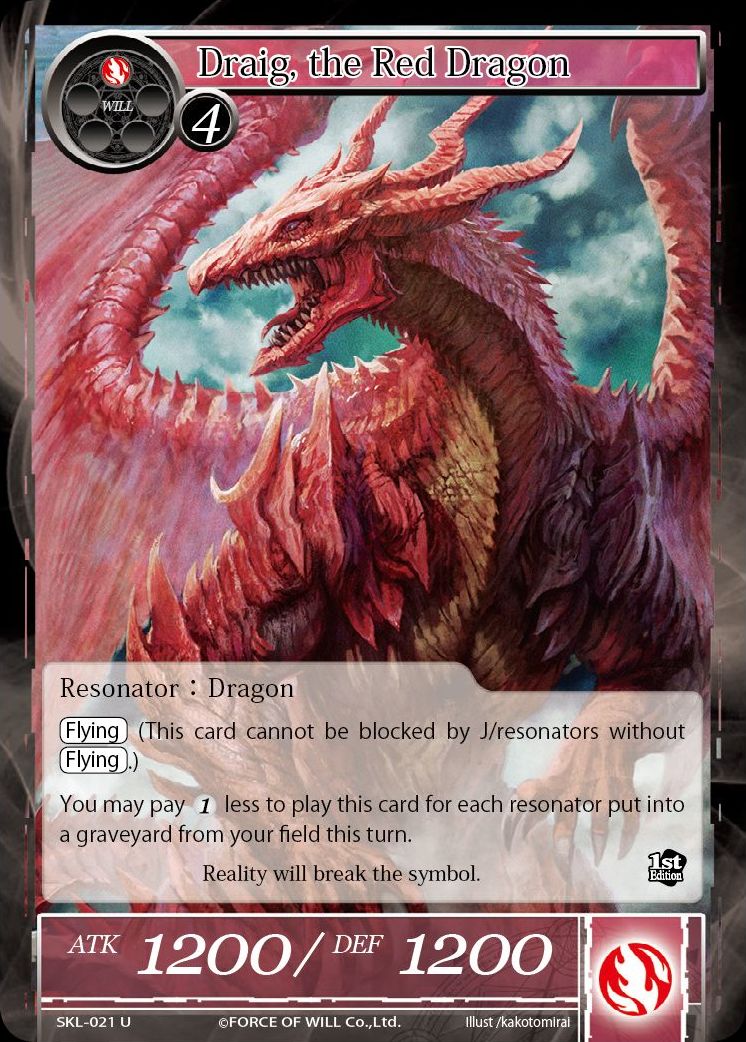 Draig, the Red Dragon
WILL
4
Resonator : Dragon
Flying (This card cannot be blocked by J/resonators without
Flying.)
You may pay 1 less to play this card for each resonator put into
a graveyard from your field this turn.
Reality will break the symbol.
1st
Edition
ATK 1200 / DEF 1200
SKL-021 U ©FORCE OF WILL Co.,Ltd. Illust/kakotomirai